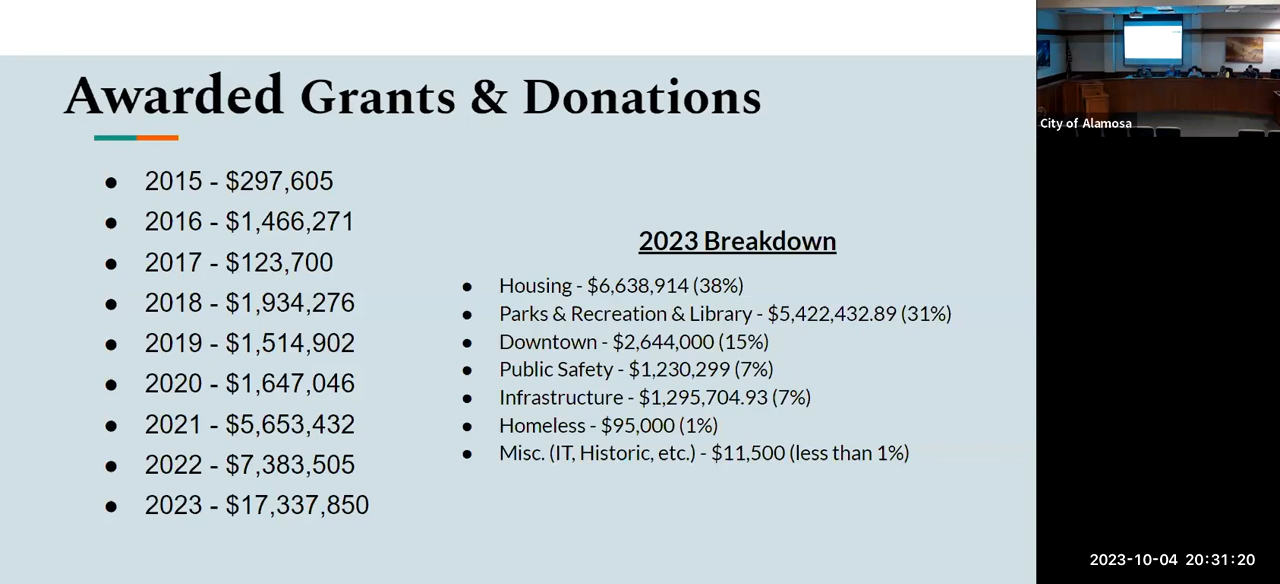 Awarded Grants & Donations
● 2015 - $297,605
● 2016 - $1,466,271
● 2017 - $123,700
● 2018 - $1,934,276
● 2019 - $1,514,902
● 2020 - $1,647,046
● 2021 - $5,653,432
● 2022 - $7,383,505
● 2023 - $17,337,850
2023 Breakdown
● Housing - $6,638,914 (38%)
● Parks & Recreation & Library - $5,422,432.89 (31%)
● Downtown - $2,644,000 (15%)
● Public Safety - $1,230,299 (7%)
● Infrastructure - $1,295,704.93 (7%)
● Homeless - $95,000 (1%)
● Misc. (IT, Historic, etc.) - $11,500 (less than 1%)
City of Alamosa
2023-10-04 20:31:20